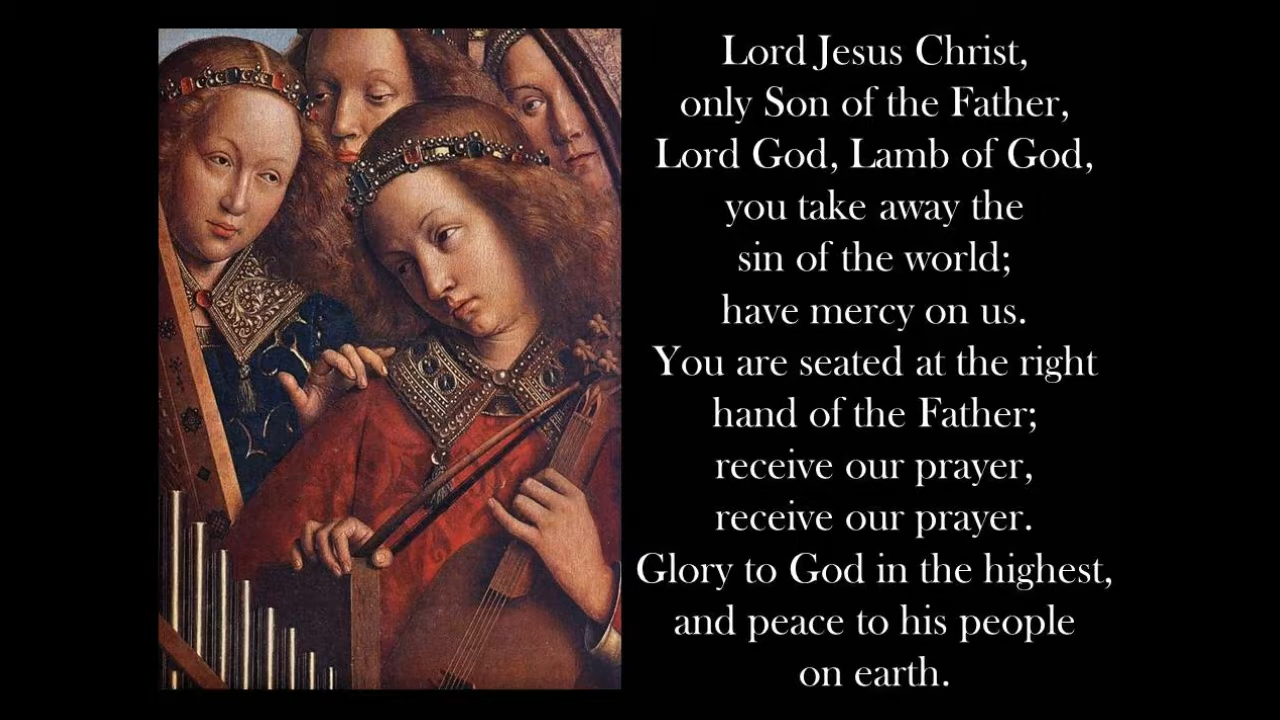 Lord Jesus Christ,
only Son of the Father,
Lord God, Lamb of God,
you take away the
sin of the world;
have mercy on us.
You are seated at the right
hand of the Father;
receive our prayer,
receive our prayer.
Glory to God in the highest,
and peace to his people
on earth.